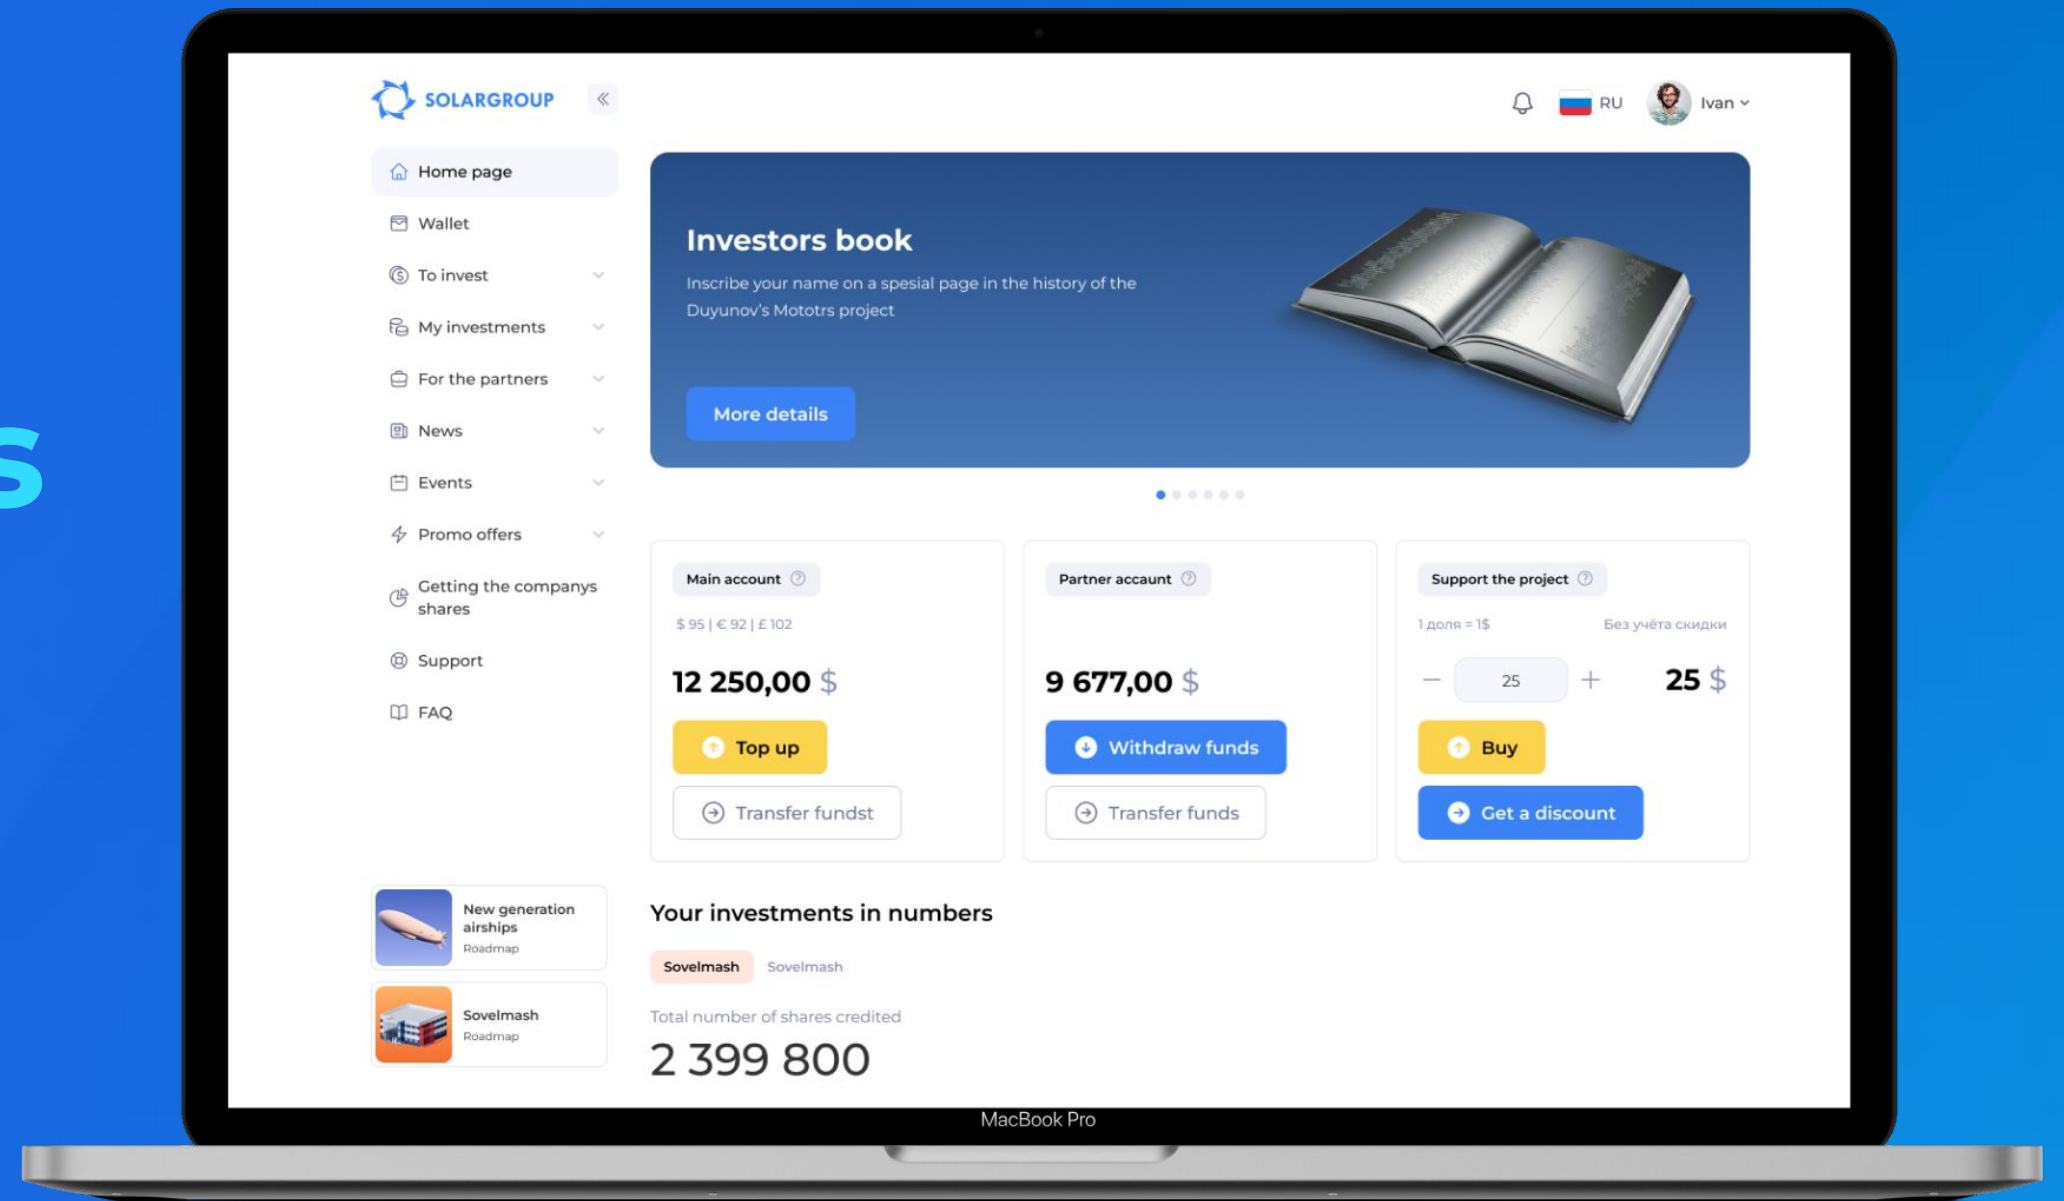 s
SOLARGROUP
RU
Ivan
Home page
Wallet
To invest
My investments
For the partners
News
Events
Promo offers
Getting the companys
shares
Support
FAQ
New generation
airships
Roadmap
Sovelmash
Roadmap
Investors book
Inscribe your name on a spesial page in the history of the
Duyunov's Mototrs project
More details
Main account
$ 95 | € 92 | £ 102
12 250,00 $
Top up
Transfer fundst
Partner accaunt
9 677,00 $
Withdraw funds
Transfer funds
Support the project
1 доля = 1$ Без учёта скидки
25 25 $
Buy
Get a discount
Your investments in numbers
Sovelmash Sovelmash
Total number of shares credited
2 399 800
MacBook Pro